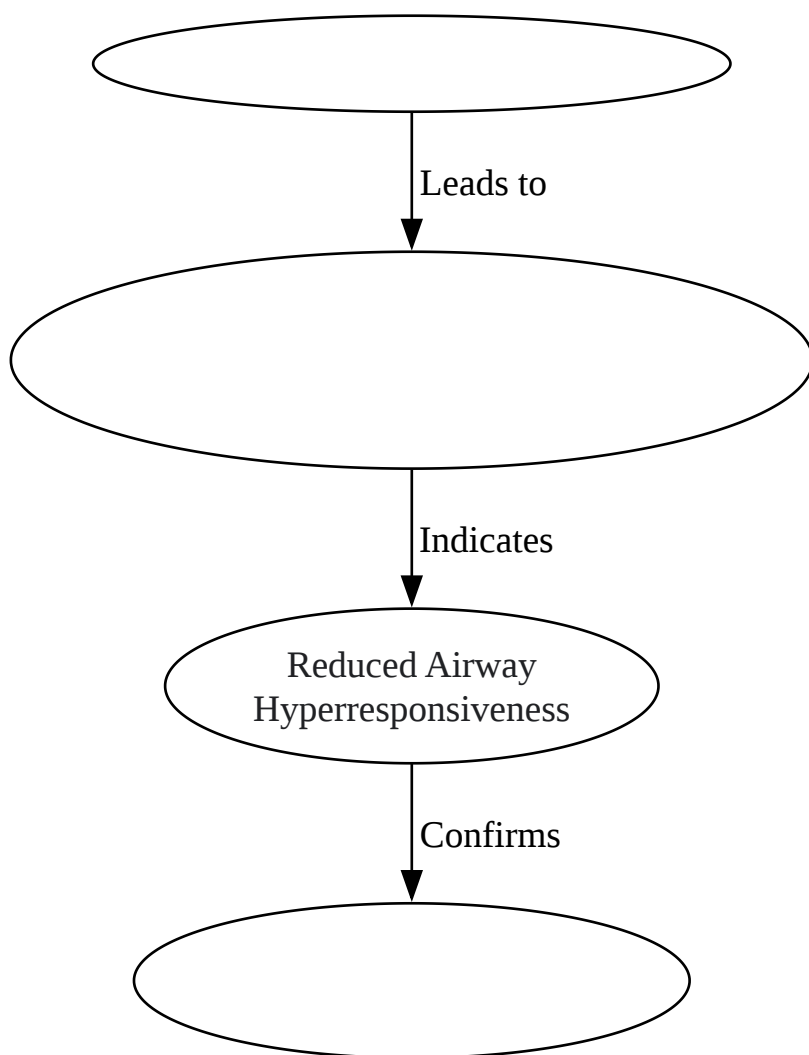 Leads to
Indicates
Reduced Airway
Hyperresponsiveness
Confirms